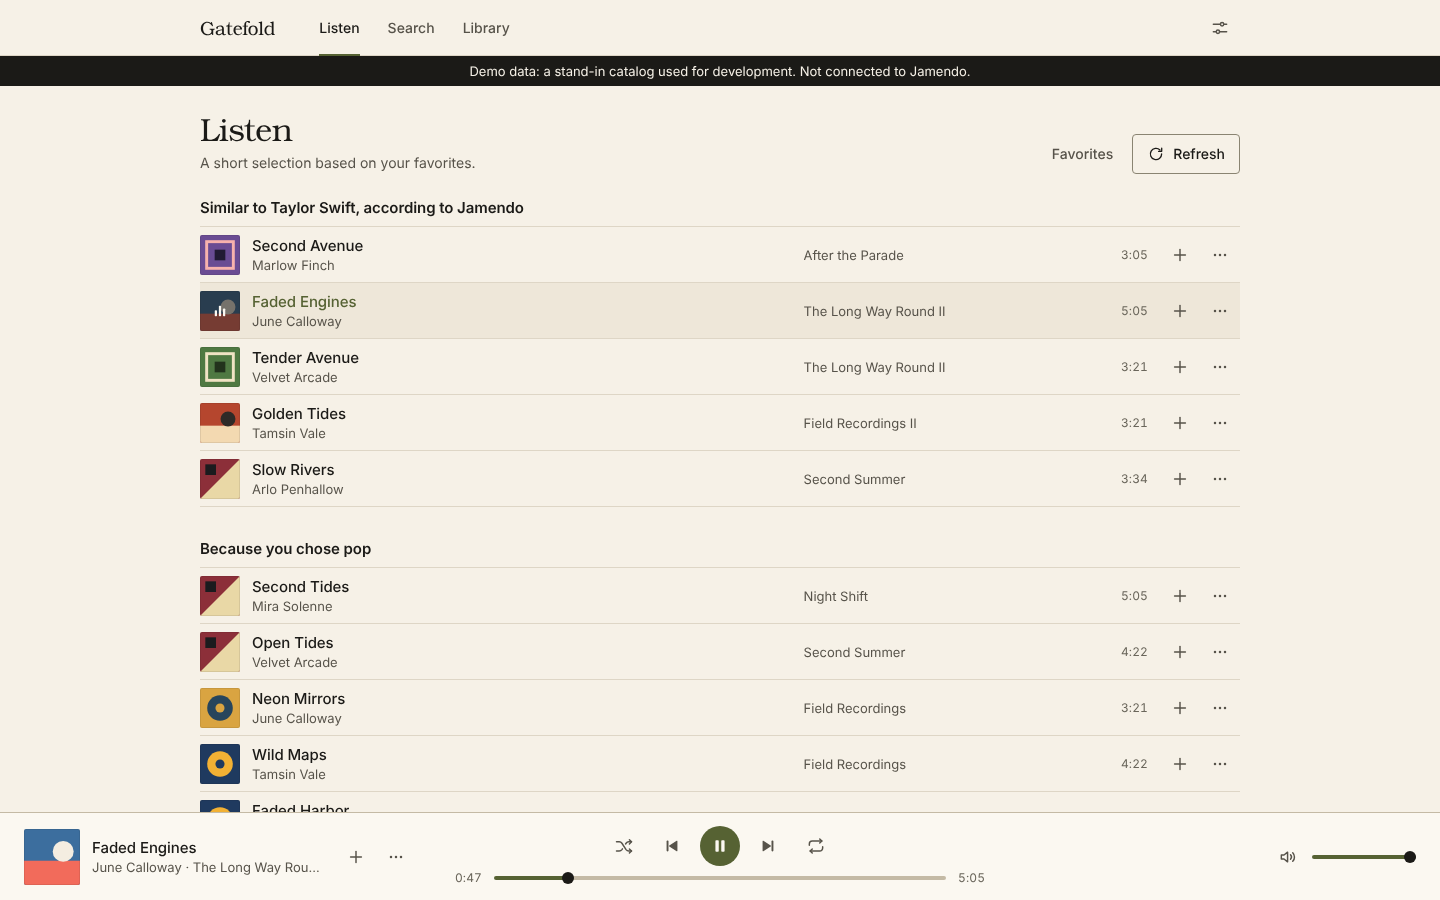 Gatefold
Listen
Search
Library
Demo data: a stand-in catalog used for development. Not connected to Jamendo.
Listen
A short selection based on your favorites.
Favorites
Refresh
Similar to Taylor Swift, according to Jamendo
Second Avenue
Marlow Finch
After the Parade
3:05
Faded Engines
June Calloway
The Long Way Round II
5:05
Tender Avenue
Velvet Arcade
The Long Way Round II
3:21
Golden Tides
Tamsin Vale
Field Recordings II
3:21
Slow Rivers
Arlo Penhallow
Second Summer
3:34
Because you chose pop
Second Tides
Mira Solenne
Night Shift
5:05
Open Tides
Velvet Arcade
Second Summer
4:22
Neon Mirrors
June Calloway
Field Recordings
3:21
Wild Maps
Tamsin Vale
Field Recordings
4:22
Faded Harbor
Faded Engines
June Calloway · The Long Way Rou...
0:47
5:05